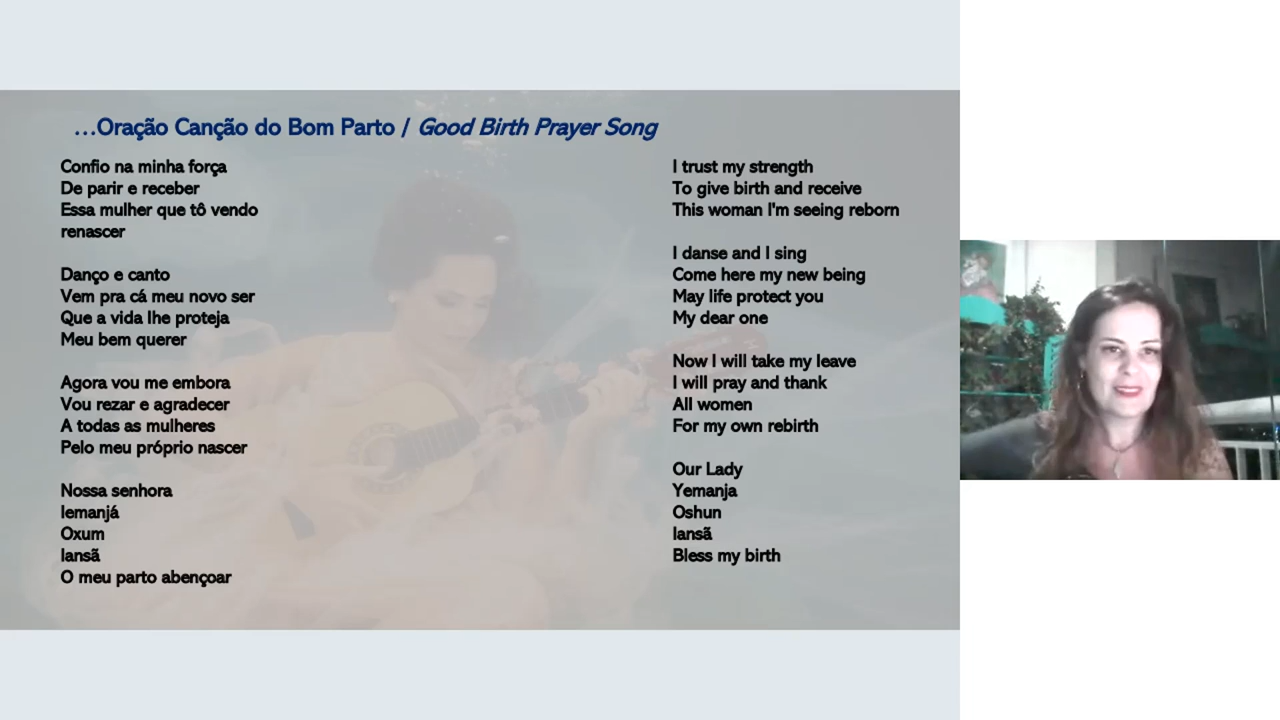 ...Oração Canção do Bom Parto / Good Birth Prayer Song
Confio na minha força
De parir e receber
Essa mulher que tô vendo
renascer
Danço e canto
Vem pra cá meu novo ser
Que a vida lhe proteja
Meu bem querer
Agora vou me embora
Vou rezar e agradecer
A todas as mulheres
Pelo meu próprio nascer
Nossa senhora
Iemanjá
Oxum
Iansã
O meu parto abençoar
I trust my strength
To give birth and receive
This woman I'm seeing reborn
I danse and I sing
Come here my new being
May life protect you
My dear one
Now I will take my leave
I will pray and thank
All women
For my own rebirth
Our Lady
Yemanja
Oshun
Iansã
Bless my birth